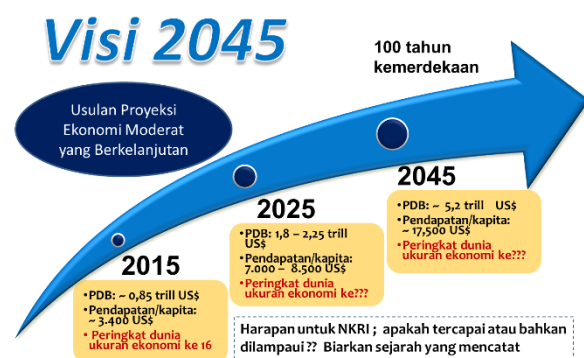 Visi 2045
100 tahun
kemerdekaan
Usulan Proyeksi
Ekonomi Moderat
yang Berkelanjutan
2015
•PDB: ~ 0,85 trill US$
•Pendapatan/kapita:
~ 3.400 US$
• Peringkat dunia
ukuran ekonomi ke 16
2025
•PDB: 1,8 – 2,25 trill
US$
•Pendapatan/kapita:
7.000 – 8.500 US$
•Peringkat dunia
ukuran ekonomi ke???
2045
•PDB: ~ 5,2 trill US$
•Pendapatan/kapita:
~ 17,500 US$
•Peringkat dunia
ukuran ekonomi ke???
Harapan untuk NKRI ; apakah tercapai atau bahkan
dilampaui ?? Biarkan sejarah yang mencatat